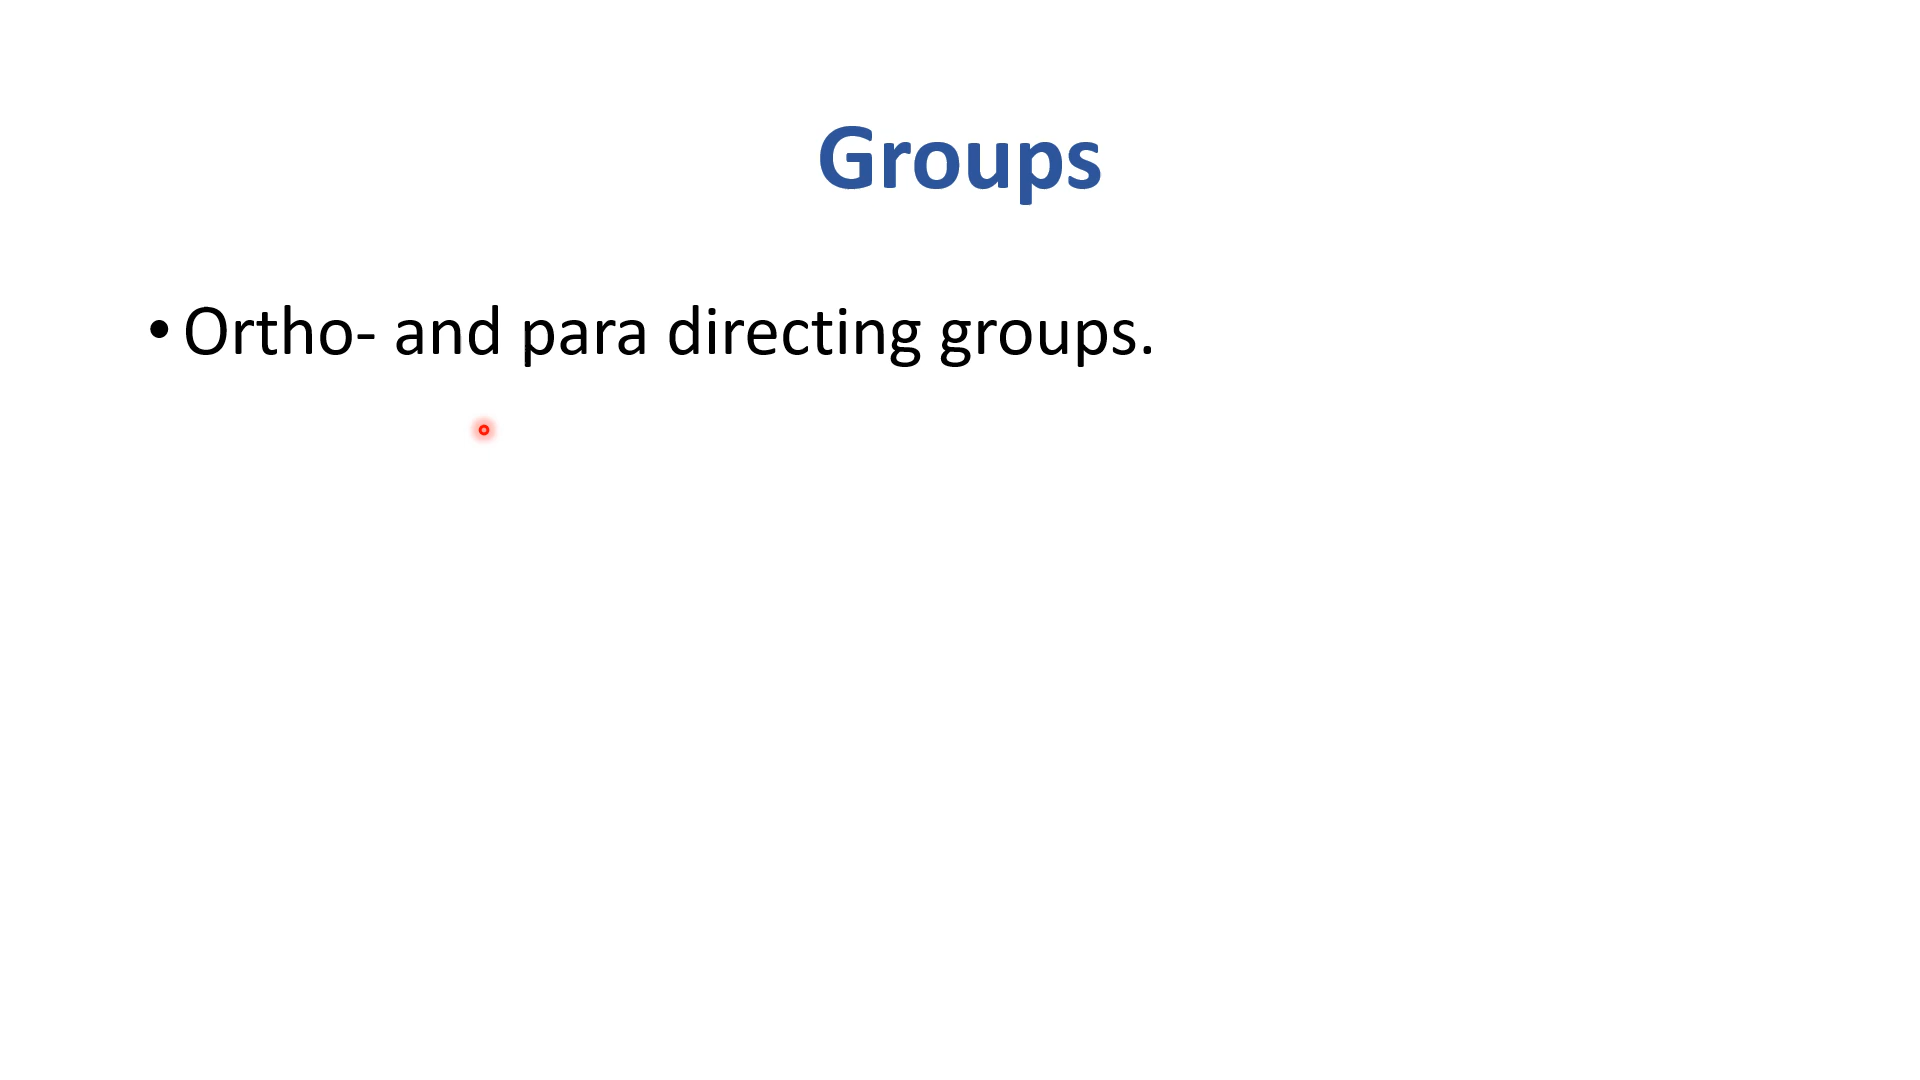 Groups
• Ortho- and para directing groups.